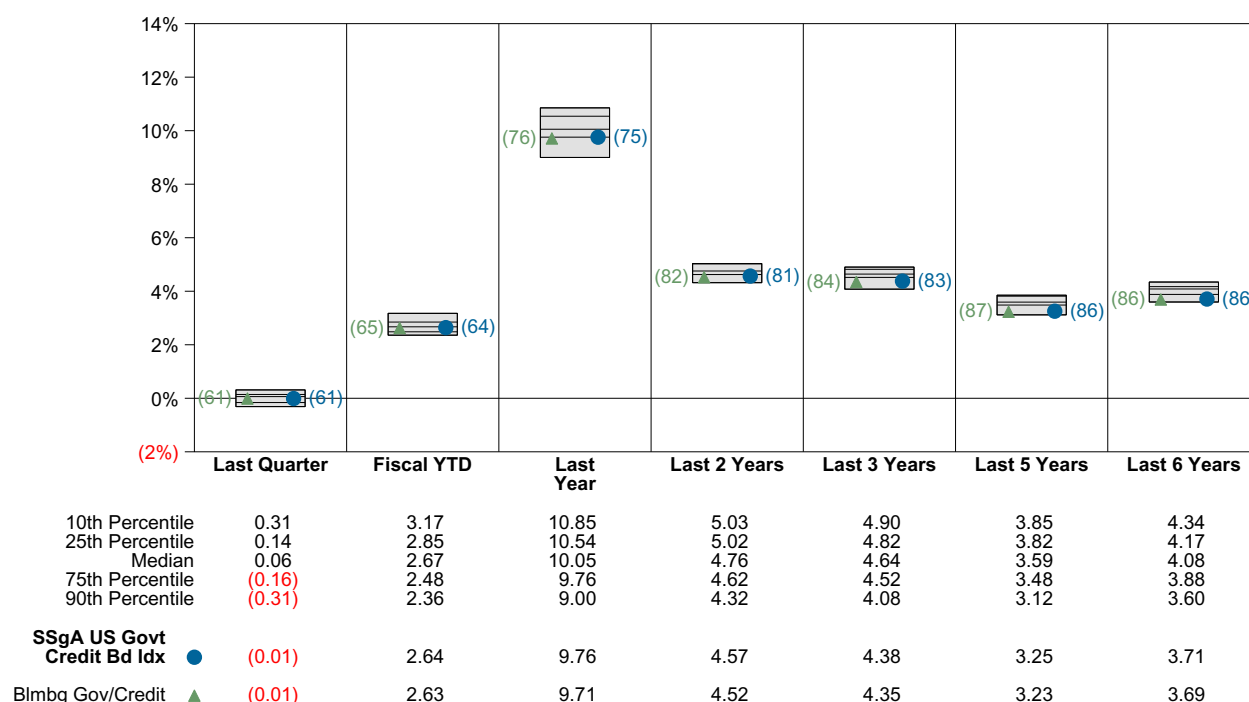 14%
12%
10%
8%
6%
4%
2%
0%
(2%)
(61) (61)
(65) (64)
(76) (75)
(82) (81)
(84) (83)
(87) (86)
(86) (86
Last Quarter Fiscal YTD Last Year Last 2 Years Last 3 Years Last 5 Years Last 6 Years
10th Percentile 0.31 3.17 10.85 5.03 4.90 3.85 4.34
25th Percentile 0.14 2.85 10.54 5.02 4.82 3.82 4.17
Median 0.06 2.67 10.05 4.76 4.64 3.59 4.08
75th Percentile (0.16) 2.48 9.76 4.62 4.52 3.48 3.88
90th Percentile (0.31) 2.36 9.00 4.32 4.08 3.12 3.60
SSgA US Govt
Credit Bd Idx (0.01) 2.64 9.76 4.57 4.38 3.25 3.71
Blmbg Gov/Credit (0.01) 2.63 9.71 4.52 4.35 3.23 3.69